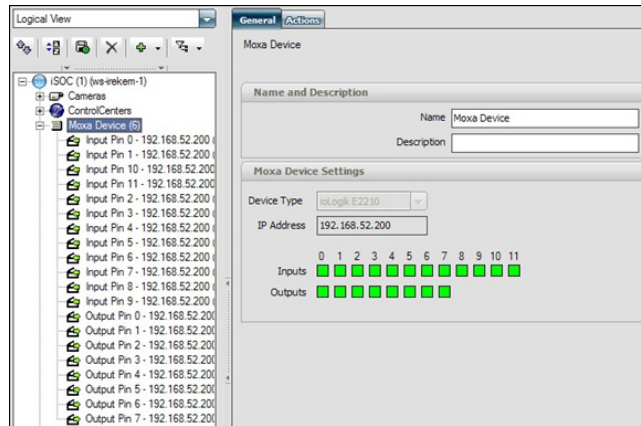 Logical View
iSOC (1) (ws-irekem-1)
Cameras
ControlCenters
Moxa Device (6)
Input Pin 0 - 192.168.52.200 (
Input Pin 1 - 192.168.52.200 (
Input Pin 10 - 192.168.52.200
Input Pin 11 - 192.168.52.200
Input Pin 2 - 192.168.52.200 (
Input Pin 3 - 192.168.52.200 (
Input Pin 4 - 192.168.52.200 (
Input Pin 5 - 192.168.52.200 (
Input Pin 6 - 192.168.52.200 (
Input Pin 7 - 192.168.52.200 (
Input Pin 8 - 192.168.52.200 (
Input Pin 9 - 192.168.52.200 (
Output Pin 0 - 192.168.52.200
Output Pin 1 - 192.168.52.200
Output Pin 2 - 192.168.52.200
Output Pin 3 - 192.168.52.200
Output Pin 4 - 192.168.52.200
Output Pin 5 - 192.168.52.200
Output Pin 6 - 192.168.52.200
Output Pin 7 - 192.168.52.200
General Actions
Moxa Device
Name and Description
Name Moxa Device
Description
Moxa Device Settings
Device Type ioLogik E2210
IP Address 192.168.52.200
0 1 2 3 4 5 6 7 8 9 10 11
Inputs
Outputs